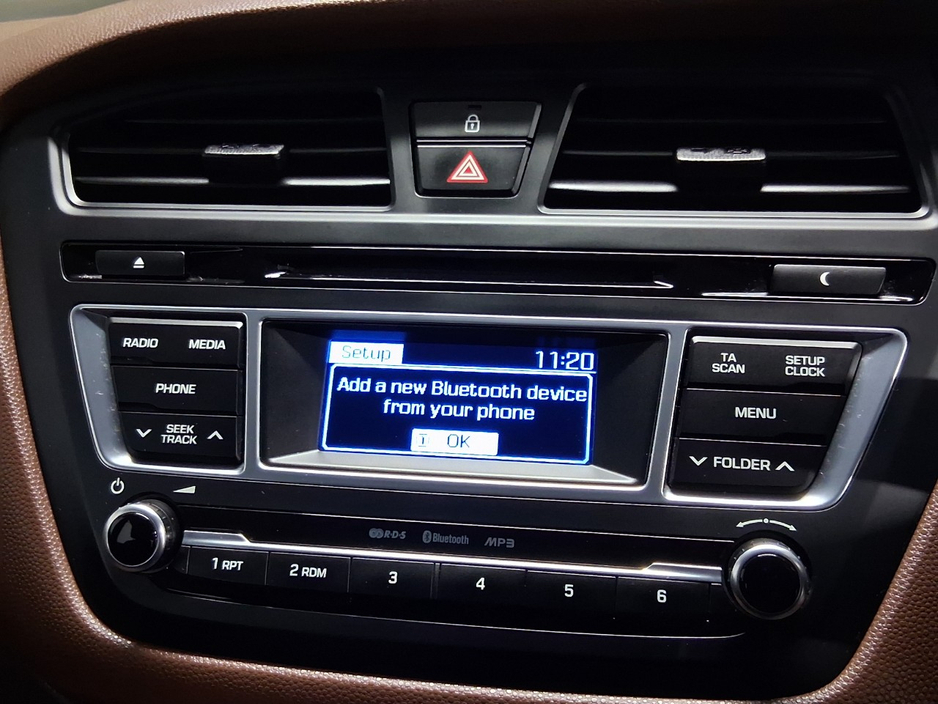 RADIO MEDIA
PHONE
SEEK
TRACK
Setup 11:20
Add a new Bluetooth device
from your phone
1 OK
TA
SCAN
SETUP
CLOCK
MENU
FOLDER
R·D·S Bluetooth MP3
1 RPT 2 RDM 3 4 5 6